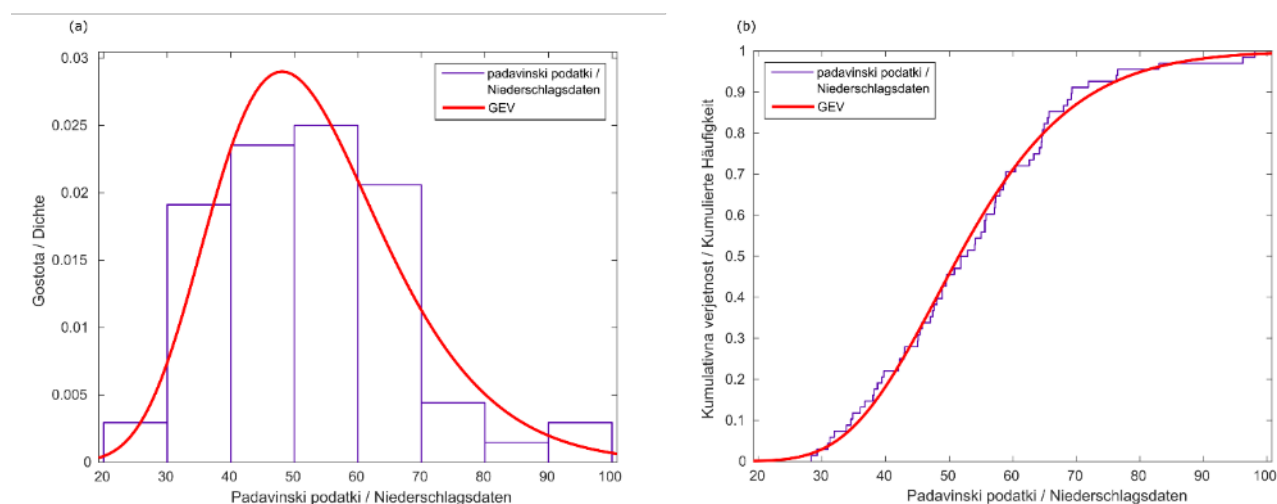 (a)
0.03
0.025
0.02
0.015
0.01
0.005
0
Gostota / Dichte
padavinski podatki /
Niederschlagsdaten
GEV
20 30 40 50 60 70 80 90 100
Padavinski podatki / Niederschlagsdaten
(b)
1
0.9
0.8
0.7
0.6
0.5
0.4
0.3
0.2
0.1
0
Kumulativna verjetnost / Kumulierte Häufigkeit
padavinski podatki /
Niederschlagsdaten
GEV
20 30 40 50 60 70 80 90 100
Padavinski podatki / Niederschlagsdaten